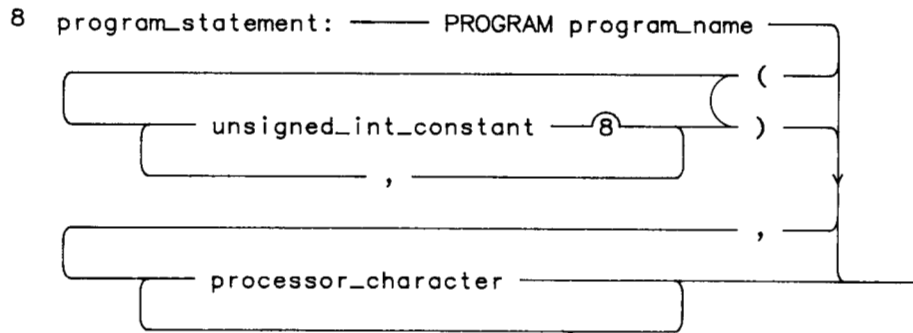 8 program_statement: PROGRAM program_name
(
unsigned_int_constant 8 )
,
,
processor_character